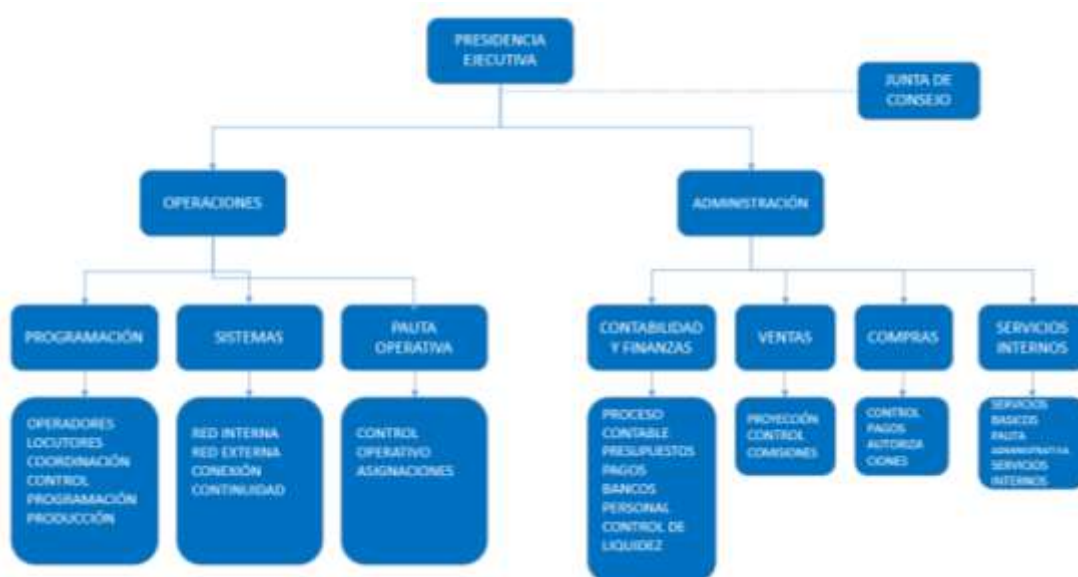 PRESIDENCIA
EJECUTIVA
JUNTA DE
CONSEJO
OPERACIONES
ADMINISTRACIÓN
PROGRAMACIÓN
SISTEMAS
PAUTA
OPERATIVA
CONTABILIDAD
Y FINANZAS
VENTAS
COMPRAS
SERVICIOS
INTERNOS
OPERADORES
LOCUTORES
COORDINACIÓN
CONTROL
PROGRAMACIÓN
PRODUCCIÓN
RED INTERNA
RED EXTERNA
CONEXIÓN
CONTINUIDAD
CONTROL
OPERATIVO
ASIGNACIONES
PROCESO
CONTABLE
PRESUPUESTOS
PAGOS
BANCOS
PERSONAL
CONTROL DE
LIQUIDEZ
PROYECCIÓN
CONTROL
COMISIONES
CONTROL
PAGOS
AUTORIZA
CIONES
SERVICIOS
BASICOS
PAUTA
ADMINISTRATIVA
SERVICIOS
INTERNOS